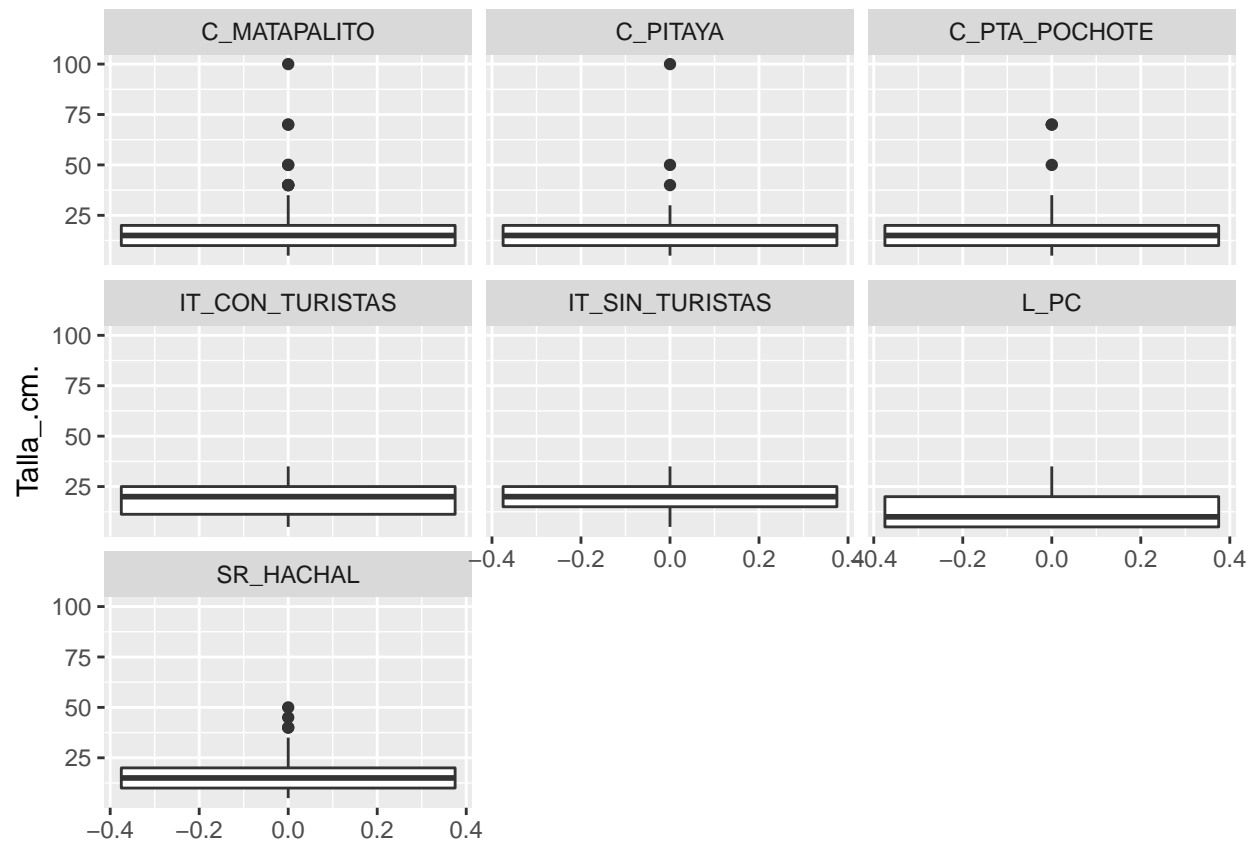 C_MATAPALITO C_PITAYA C_PTA_POCHOTE
100
75
50
25
IT_CON_TURISTAS IT_SIN_TURISTAS L_PC
100
75
50
25
Talla_.cm.
−0.4 −0.2 0.0 0.2 0.4 −0.4 −0.2 0.0 0.2 0.4
SR_HACHAL
100
75
50
25
−0.4 −0.2 0.0 0.2 0.4